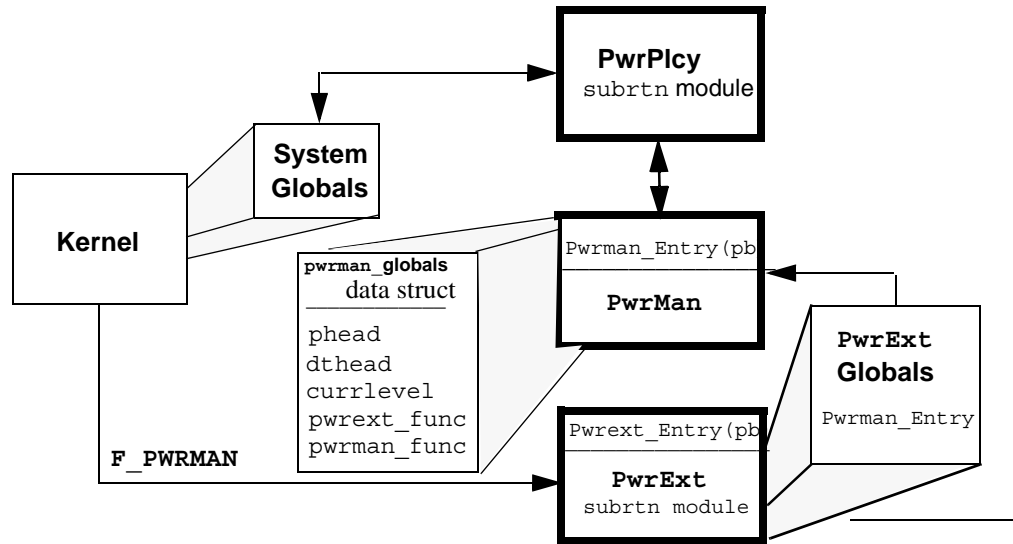 PwrPlcy
subrtn module
System
Globals
Kernel
Pwrman_Entry(pb
PwrMan
pwrman_globals
data struct
phead
dthead
currlevel
pwrext_func
pwrman_func
PwrExt
Globals
Pwrman_Entry
F_PWRMAN
Pwrext_Entry(pb
PwrExt
subrtn module